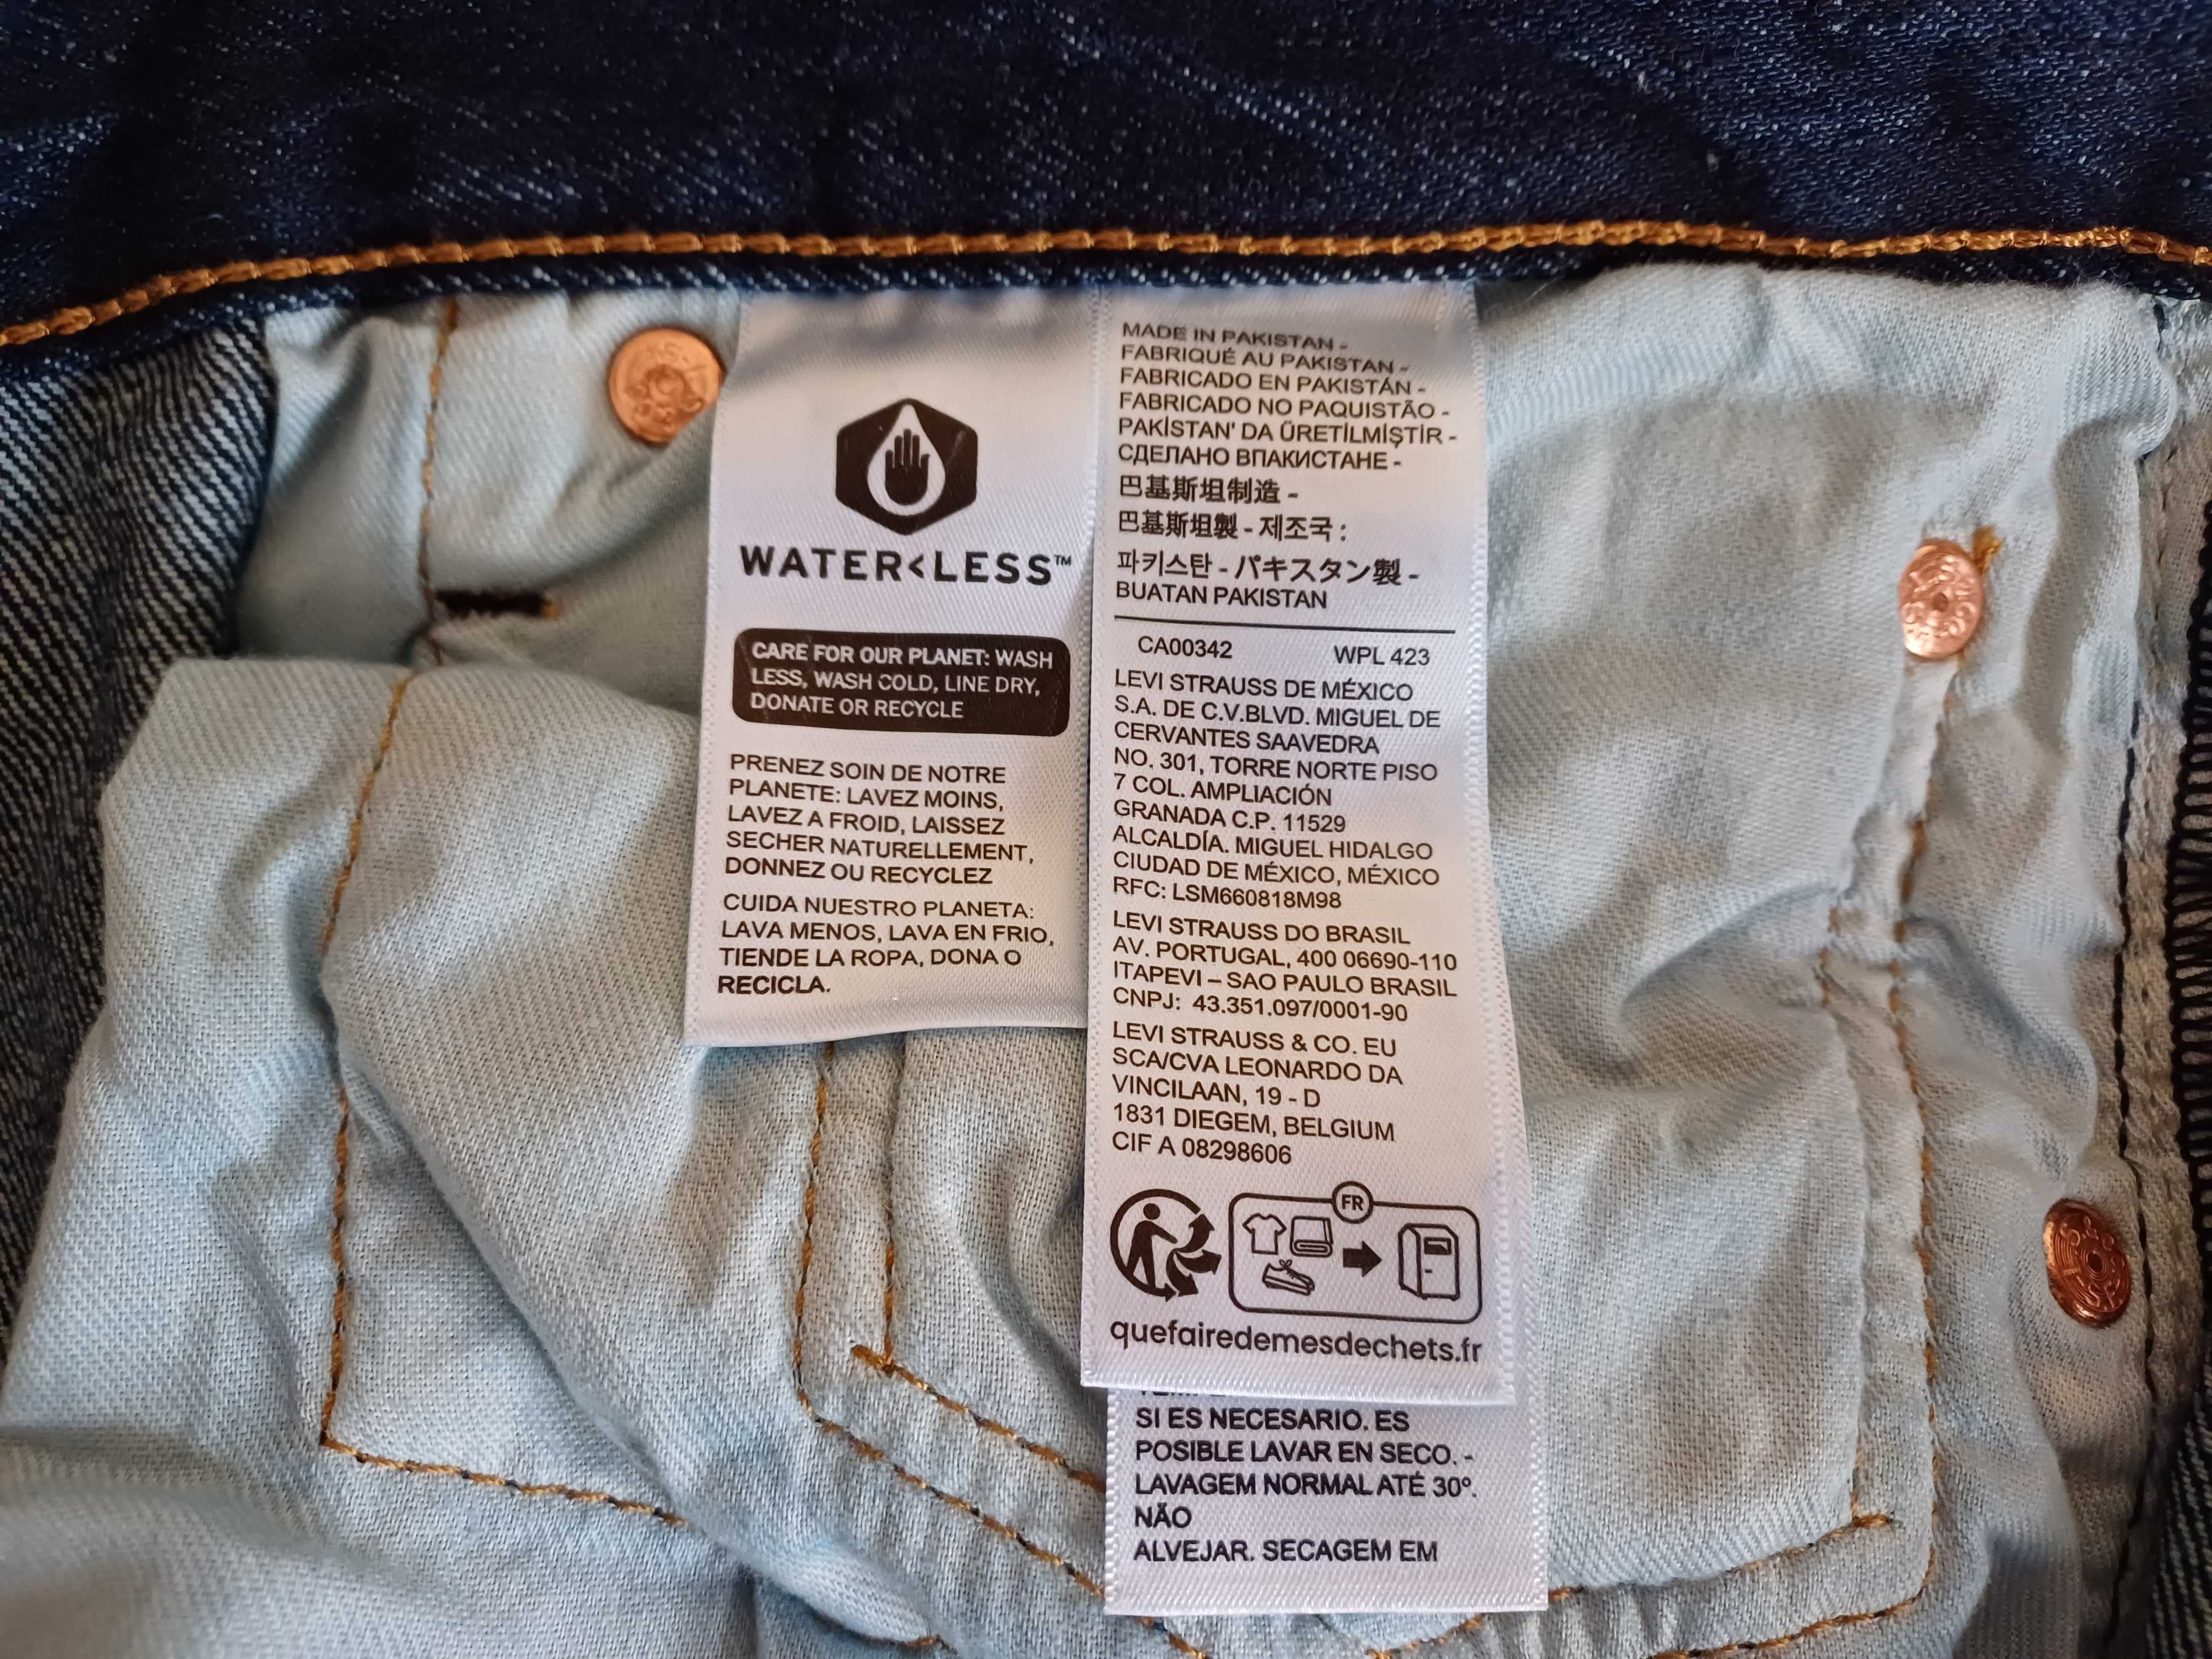 WATER<LESS™
CARE FOR OUR PLANET: WASH
LESS, WASH COLD, LINE DRY,
DONATE OR RECYCLE
PRENEZ SOIN DE NOTRE
PLANETE: LAVEZ MOINS,
LAVEZ A FROID, LAISSEZ
SECHER NATURELLEMENT,
DONNEZ OU RECYCLEZ
CUIDA NUESTRO PLANETA:
LAVA MENOS, LAVA EN FRIO,
TIENDE LA ROPA, DONA O
RECICLA.
MADE IN PAKISTAN -
FABRIQUÉ AU PAKISTAN -
FABRICADO EN PAKISTÁN -
FABRICADO NO PAQUISTÃO -
PAKİSTAN' DA ÜRETİLMİŞTİR -
СДЕЛАНО ВПАКИСТАНЕ -
巴基斯坦制造 -
巴基斯坦製 - 제조국 :
파키스탄 - パキスタン製 -
BUATAN PAKISTAN
CA00342 WPL 423
LEVI STRAUSS DE MÉXICO
S.A. DE C.V.BLVD. MIGUEL DE
CERVANTES SAAVEDRA
NO. 301, TORRE NORTE PISO
7 COL. AMPLIACIÓN
GRANADA C.P. 11529
ALCALDÍA. MIGUEL HIDALGO
CIUDAD DE MÉXICO, MÉXICO
RFC: LSM660818M98
LEVI STRAUSS DO BRASIL
AV. PORTUGAL, 400 06690-110
ITAPEVI – SAO PAULO BRASIL
CNPJ: 43.351.097/0001-90
LEVI STRAUSS & CO. EU
SCA/CVA LEONARDO DA
VINCILAAN, 19 - D
1831 DIEGEM, BELGIUM
CIF A 08298606
FR
quefairedemesdechets.fr
SI ES NECESARIO. ES
POSIBLE LAVAR EN SECO. -
LAVAGEM NORMAL ATÉ 30º.
NÃO
ALVEJAR. SECAGEM EM